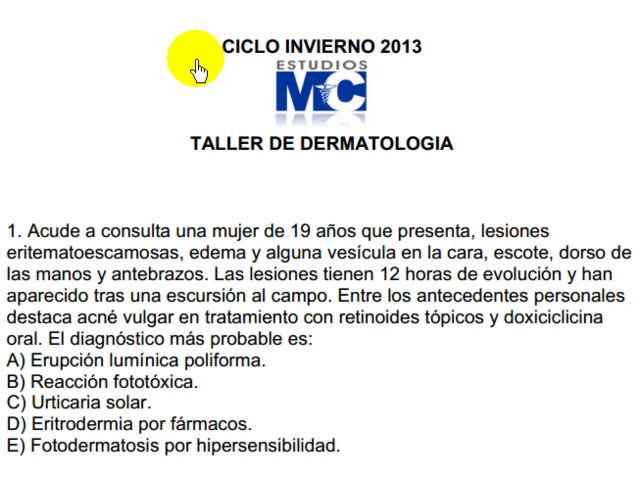 CICLO INVIERNO 2013
ESTUDIOS
MC
TALLER DE DERMATOLOGIA
1. Acude a consulta una mujer de 19 años que presenta, lesiones
eritematoescamosas, edema y alguna vesícula en la cara, escote, dorso de
las manos y antebrazos. Las lesiones tienen 12 horas de evolución y han
aparecido tras una escursión al campo. Entre los antecedentes personales
destaca acné vulgar en tratamiento con retinoides tópicos y doxiciclicina
oral. El diagnóstico más probable es:
A) Erupción lumínica poliforma.
B) Reacción fototóxica.
C) Urticaria solar.
D) Eritrodermia por fármacos.
E) Fotodermatosis por hipersensibilidad.